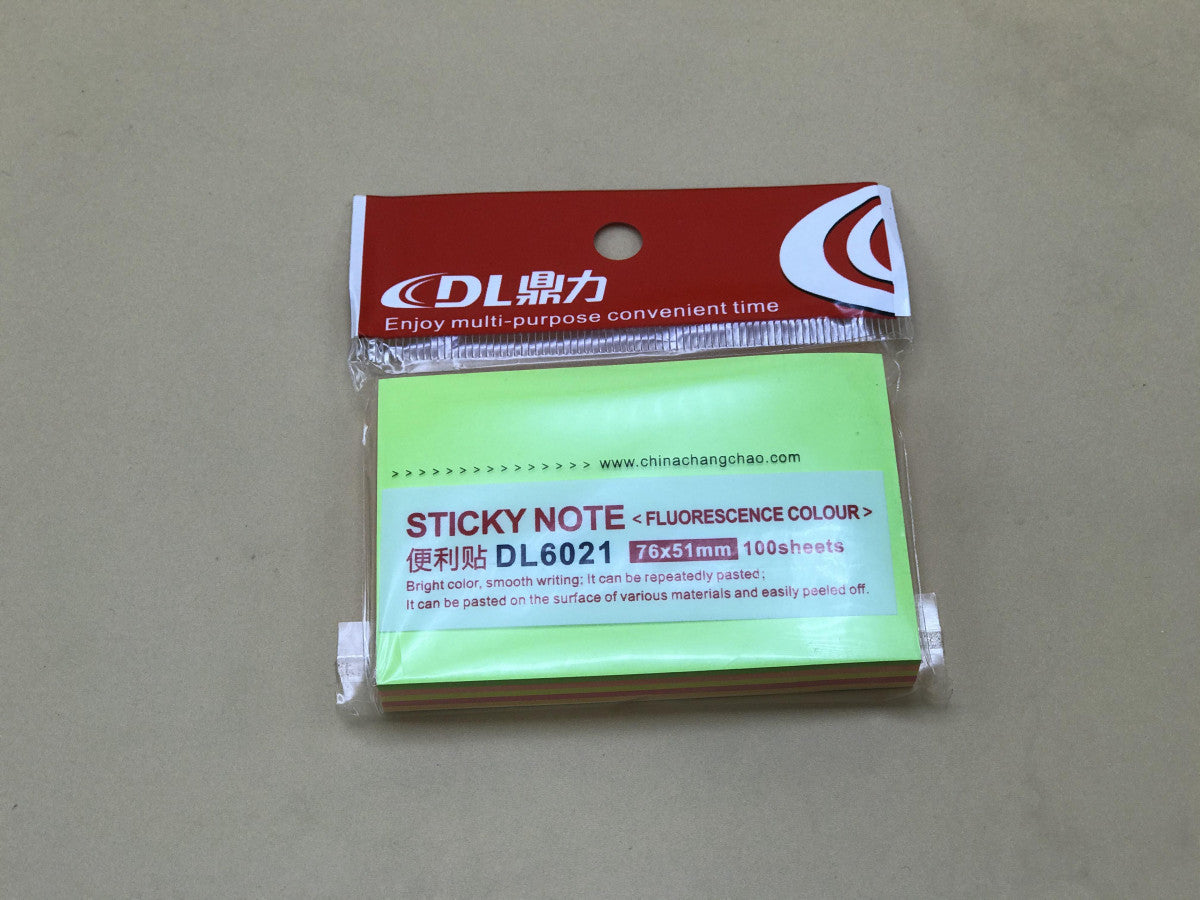 DL鼎力
Enjoy multi-purpose convenient time
> > > > > > > > > > > > > > > www.chinachangchao.com
STICKY NOTE < FLUORESCENCE COLOUR >
便利贴 DL6021 76x51mm 100sheets
Bright color, smooth writing; It can be repeatedly pasted;
It can be pasted on the surface of various materials and easily peeled off.